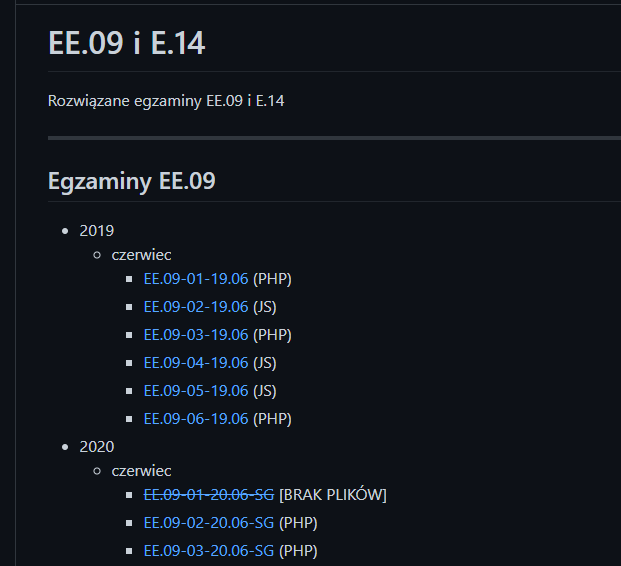 EE.09 i E.14
Rozwiązane egzaminy EE.09 i E.14
Egzaminy EE.09
2019
czerwiec
EE.09-01-19.06 (PHP)
EE.09-02-19.06 (JS)
EE.09-03-19.06 (PHP)
EE.09-04-19.06 (JS)
EE.09-05-19.06 (JS)
EE.09-06-19.06 (PHP)
2020
czerwiec
EE.09-01-20.06-SG [BRAK PLIKÓW]
EE.09-02-20.06-SG (PHP)
EE.09-03-20.06-SG (PHP)